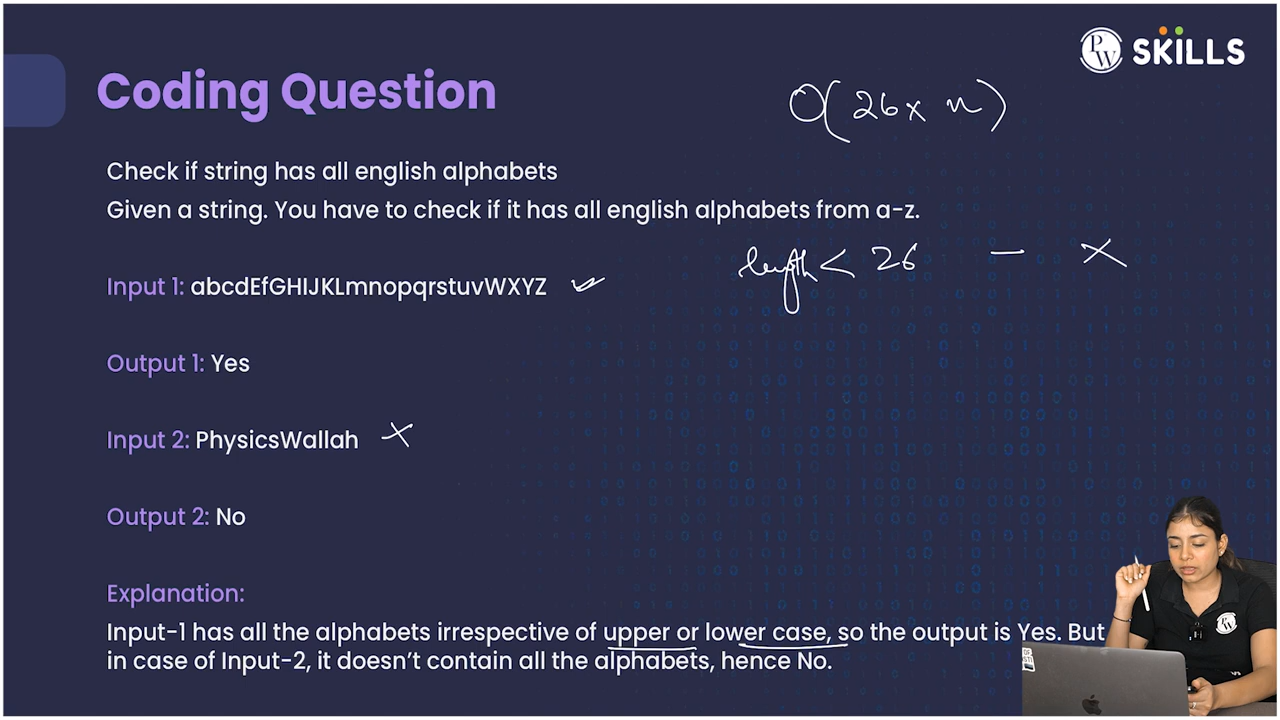 PW SKILLS
Coding Question
O(26 x n)
Check if string has all english alphabets
Given a string. You have to check if it has all english alphabets from a-z.
length < 26 – X
Input 1: abcdEfGHIJKLmnopqrstuvWXYZ
Output 1: Yes
Input 2: PhysicsWallah
Output 2: No
Explanation:
Input-1 has all the alphabets irrespective of upper or lower case, so the output is Yes. But
in case of Input-2, it doesn't contain all the alphabets, hence No.